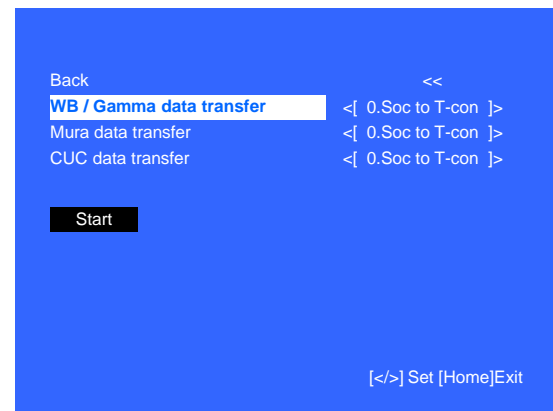 Back <<
WB / Gamma data transfer <[ 0.Soc to T-con ]>
Mura data transfer <[ 0.Soc to T-con ]>
CUC data transfer <[ 0.Soc to T-con ]>
Start
[</>] Set [Home]Exit